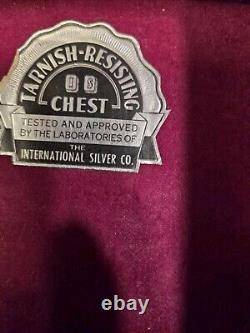 TARNISH-RESISTING
IS
CHEST
TESTED AND APPROVED
BY THE LABORATORIES OF
THE
INTERNATIONAL SILVER CO.